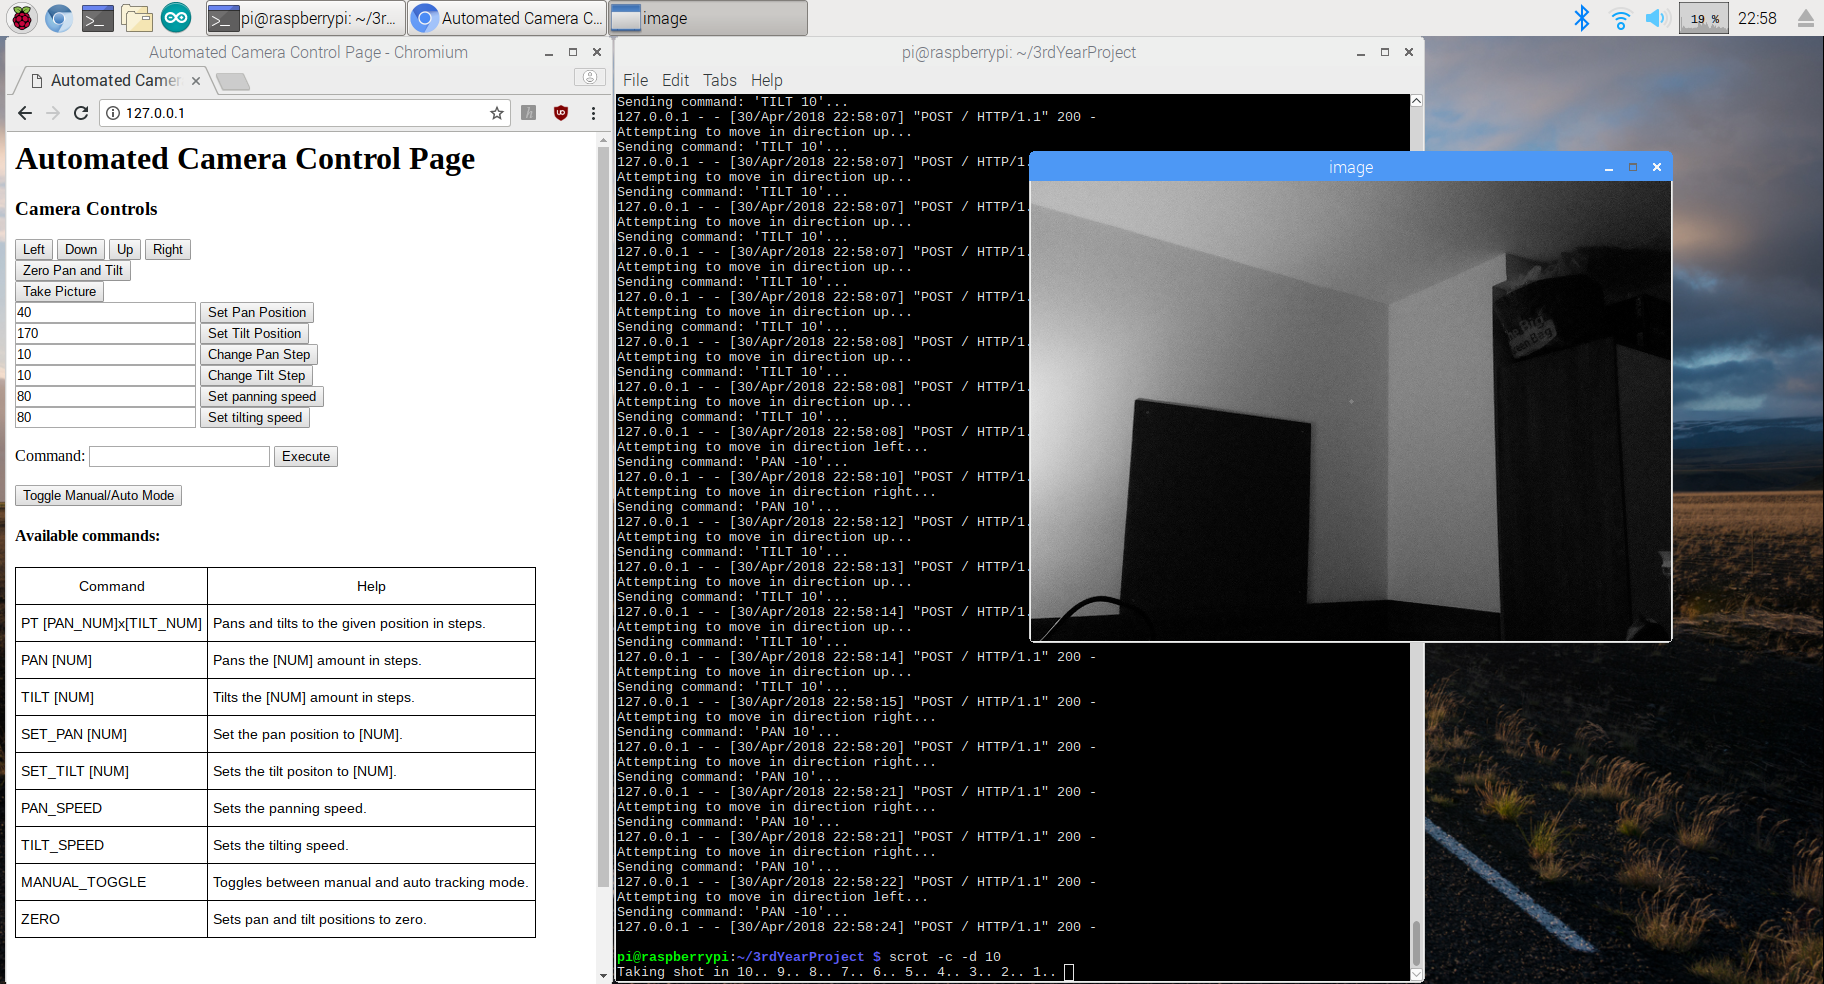 pi@raspberrypi: ~/3r...
Automated Camera C...
image
19 %
22:58
Automated Camera Control Page - Chromium
Automated Camer
127.0.0.1
Automated Camera Control Page
Camera Controls
Left Down Up Right
Zero Pan and Tilt
Take Picture
40 Set Pan Position
170 Set Tilt Position
10 Change Pan Step
10 Change Tilt Step
80 Set panning speed
80 Set tilting speed
Command: Execute
Toggle Manual/Auto Mode
Available commands:
Command Help
PT [PAN_NUM]x[TILT_NUM] Pans and tilts to the given position in steps.
PAN [NUM] Pans the [NUM] amount in steps.
TILT [NUM] Tilts the [NUM] amount in steps.
SET_PAN [NUM] Set the pan position to [NUM].
SET_TILT [NUM] Sets the tilt positon to [NUM].
PAN_SPEED Sets the panning speed.
TILT_SPEED Sets the tilting speed.
MANUAL_TOGGLE Toggles between manual and auto tracking mode.
ZERO Sets pan and tilt positions to zero.
pi@raspberrypi: ~/3rdYearProject
File Edit Tabs Help
Sending command: 'TILT 10'...
127.0.0.1 - - [30/Apr/2018 22:58:07] "POST / HTTP/1.1" 200 -
Attempting to move in direction up...
Sending command: 'TILT 10'...
127.0.0.1 - - [30/Apr/2018 22:58:07] "POST / HTTP/1.
Attempting to move in direction up...
Sending command: 'TILT 10'...
127.0.0.1 - - [30/Apr/2018 22:58:07] "POST / HTTP/1.
Attempting to move in direction up...
Sending command: 'TILT 10'...
127.0.0.1 - - [30/Apr/2018 22:58:07] "POST / HTTP/1.
Attempting to move in direction up...
Sending command: 'TILT 10'...
127.0.0.1 - - [30/Apr/2018 22:58:07] "POST / HTTP/1.
Attempting to move in direction up...
Sending command: 'TILT 10'...
127.0.0.1 - - [30/Apr/2018 22:58:08] "POST / HTTP/1.
Attempting to move in direction up...
Sending command: 'TILT 10'...
127.0.0.1 - - [30/Apr/2018 22:58:08] "POST / HTTP/1.
Attempting to move in direction up...
Sending command: 'TILT 10'...
127.0.0.1 - - [30/Apr/2018 22:58:08] "POST / HTTP/1.
Attempting to move in direction left...
Sending command: 'PAN -10'...
127.0.0.1 - - [30/Apr/2018 22:58:10] "POST / HTTP/1.
Attempting to move in direction right...
Sending command: 'PAN 10'...
127.0.0.1 - - [30/Apr/2018 22:58:12] "POST / HTTP/1.
Attempting to move in direction up...
Sending command: 'TILT 10'...
127.0.0.1 - - [30/Apr/2018 22:58:13] "POST / HTTP/1.
Attempting to move in direction up...
Sending command: 'TILT 10'...
127.0.0.1 - - [30/Apr/2018 22:58:14] "POST / HTTP/1.
Attempting to move in direction up...
Sending command: 'TILT 10'...
127.0.0.1 - - [30/Apr/2018 22:58:14] "POST / HTTP/1.1" 200 -
Attempting to move in direction up...
Sending command: 'TILT 10'...
127.0.0.1 - - [30/Apr/2018 22:58:15] "POST / HTTP/1.1" 200 -
Attempting to move in direction right...
Sending command: 'PAN 10'...
127.0.0.1 - - [30/Apr/2018 22:58:20] "POST / HTTP/1.1" 200 -
Attempting to move in direction right...
Sending command: 'PAN 10'...
127.0.0.1 - - [30/Apr/2018 22:58:21] "POST / HTTP/1.1" 200 -
Attempting to move in direction right...
Sending command: 'PAN 10'...
127.0.0.1 - - [30/Apr/2018 22:58:21] "POST / HTTP/1.1" 200 -
Attempting to move in direction right...
Sending command: 'PAN 10'...
127.0.0.1 - - [30/Apr/2018 22:58:22] "POST / HTTP/1.1" 200 -
Attempting to move in direction left...
Sending command: 'PAN -10'...
127.0.0.1 - - [30/Apr/2018 22:58:24] "POST / HTTP/1.1" 200 -
pi@raspberrypi:~/3rdYearProject $ scrot -c -d 10
Taking shot in 10.. 9.. 8.. 7.. 6.. 5.. 4.. 3.. 2.. 1..
image